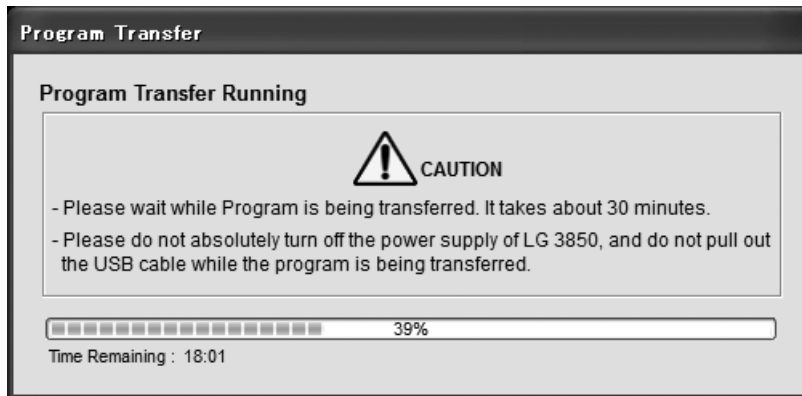 Program Transfer
Program Transfer Running
CAUTION
- Please wait while Program is being transferred. It takes about 30 minutes.
- Please do not absolutely turn off the power supply of LG 3850, and do not pull out
the USB cable while the program is being transferred.
39%
Time Remaining : 18:01